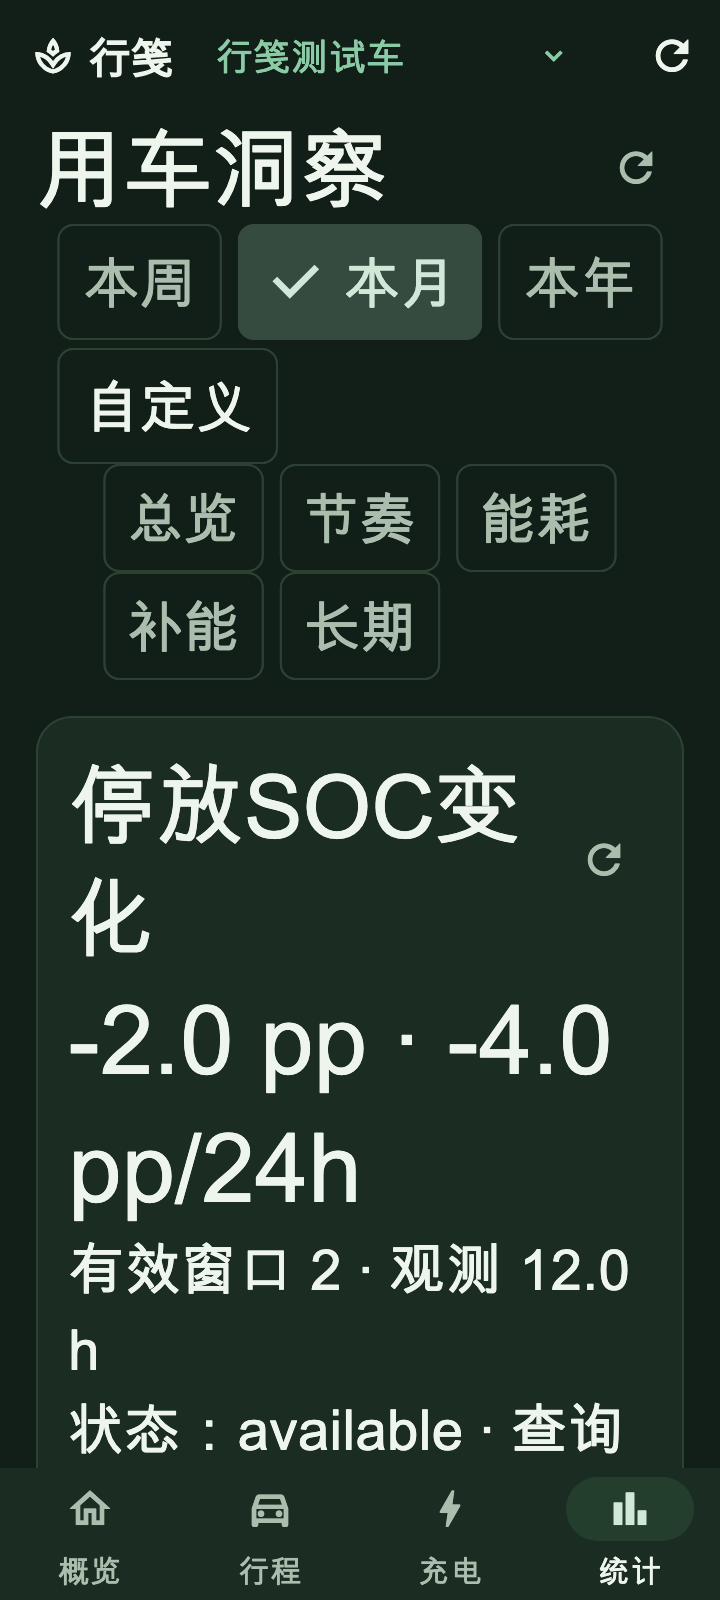 行笺 行笺测试车
用车洞察
本周 本月 本年
自定义
总览 节奏 能耗
补能 长期
停放SOC变
化
-2.0 pp · -4.0
pp/24h
有效窗口 2 · 观测 12.0
h
状态：available · 查询
概览 行程 充电 统计